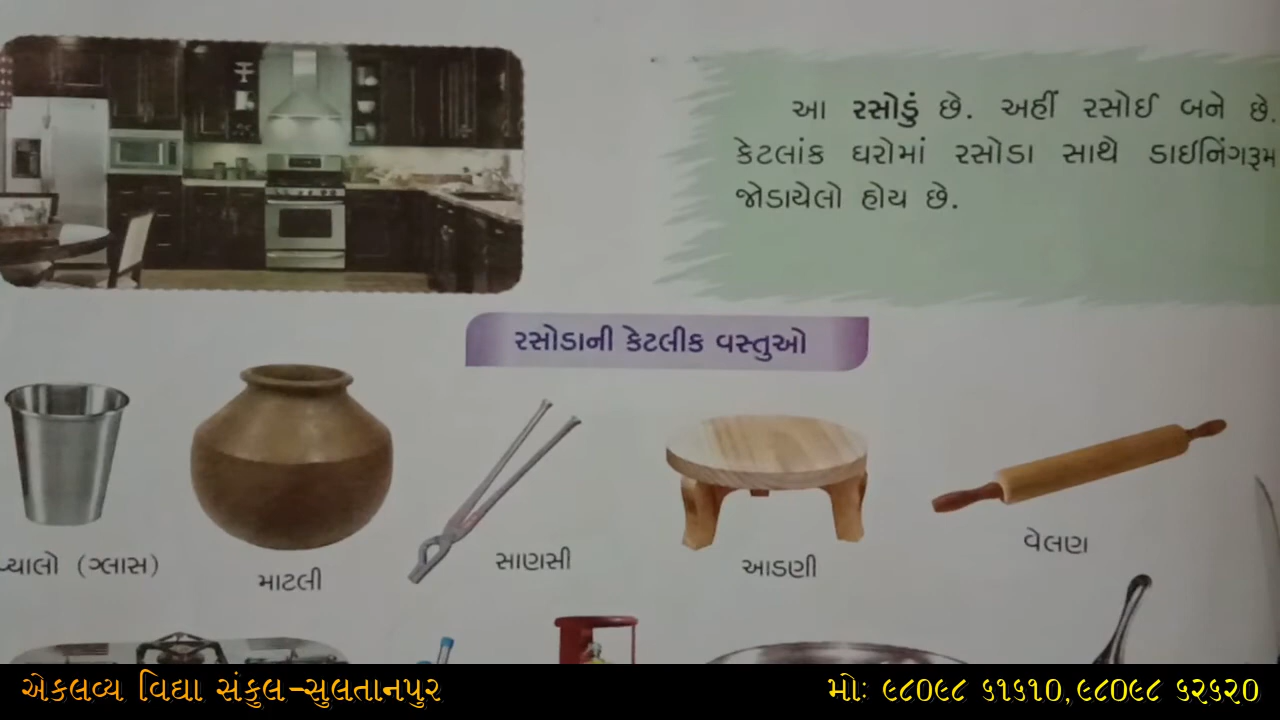 આ રસોડું છે. અહીં રસોઈ બને છે.
કેટલાંક ઘરોમાં રસોડા સાથે ડાઈનિંગરૂમ
જોડાયેલો હોય છે.
રસોડાની કેટલીક વસ્તુઓ
પ્યાલો (ગ્લાસ)
માટલી
સાણસી
આડણી
વેલણ
એકલવ્ય વિદ્યા સંકુલ-સુલતાનપુર
મોઃ ૯૮૦૯૮ ૬૧૬૧૦,૯૮૦૯૮ ૬૨૬૨૦